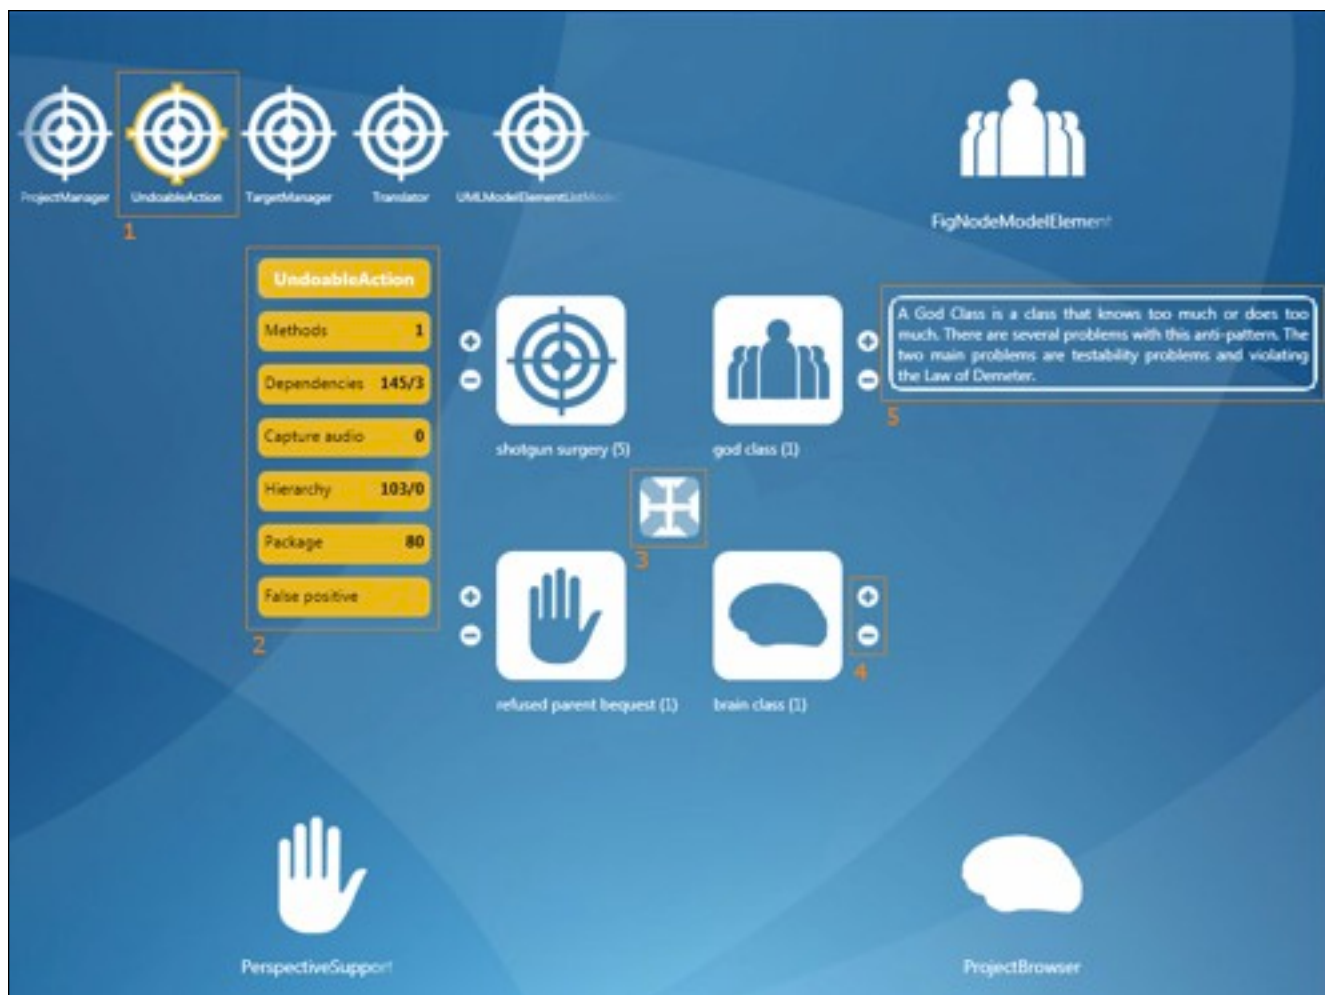 ProjectManager
UndoableAction
TargetManager
Translator
UMLModelElementListModel
FigNodeModelElement
1
UndoableAction
Methods 1
Dependencies 145/3
Capture audio 0
Hierarchy 103/0
Package 80
False positive
2
shotgun surgery (5)
god class (1)
A God Class is a class that knows too much or does too
much. There are several problems with this anti-pattern. The
two main problems are testability problems and violating
the Law of Demeter.
5
3
refused parent bequest (1)
brain class (1)
4
PerspectiveSupport
ProjectBrowser